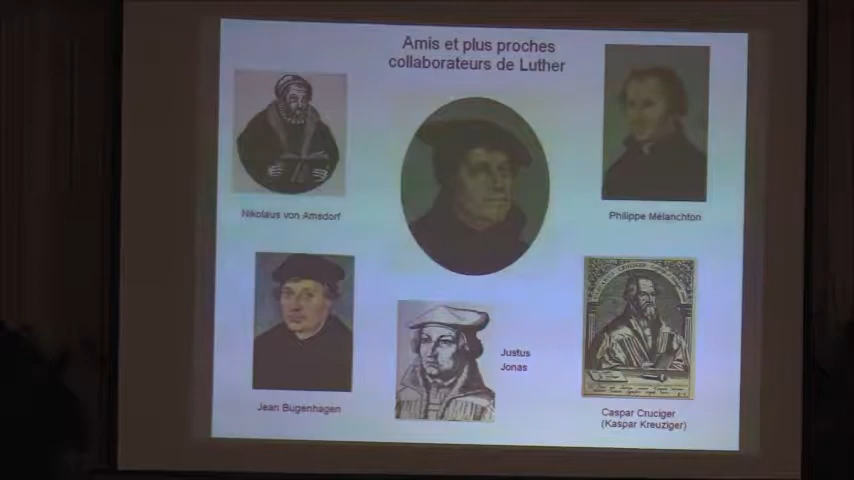 Amis et plus proches
collaborateurs de Luther
Nikolaus von Amsdorf
Philippe Mélanchton
Jean Bugenhagen
Justus
Jonas
Caspar Cruciger
(Kaspar Kreuziger)